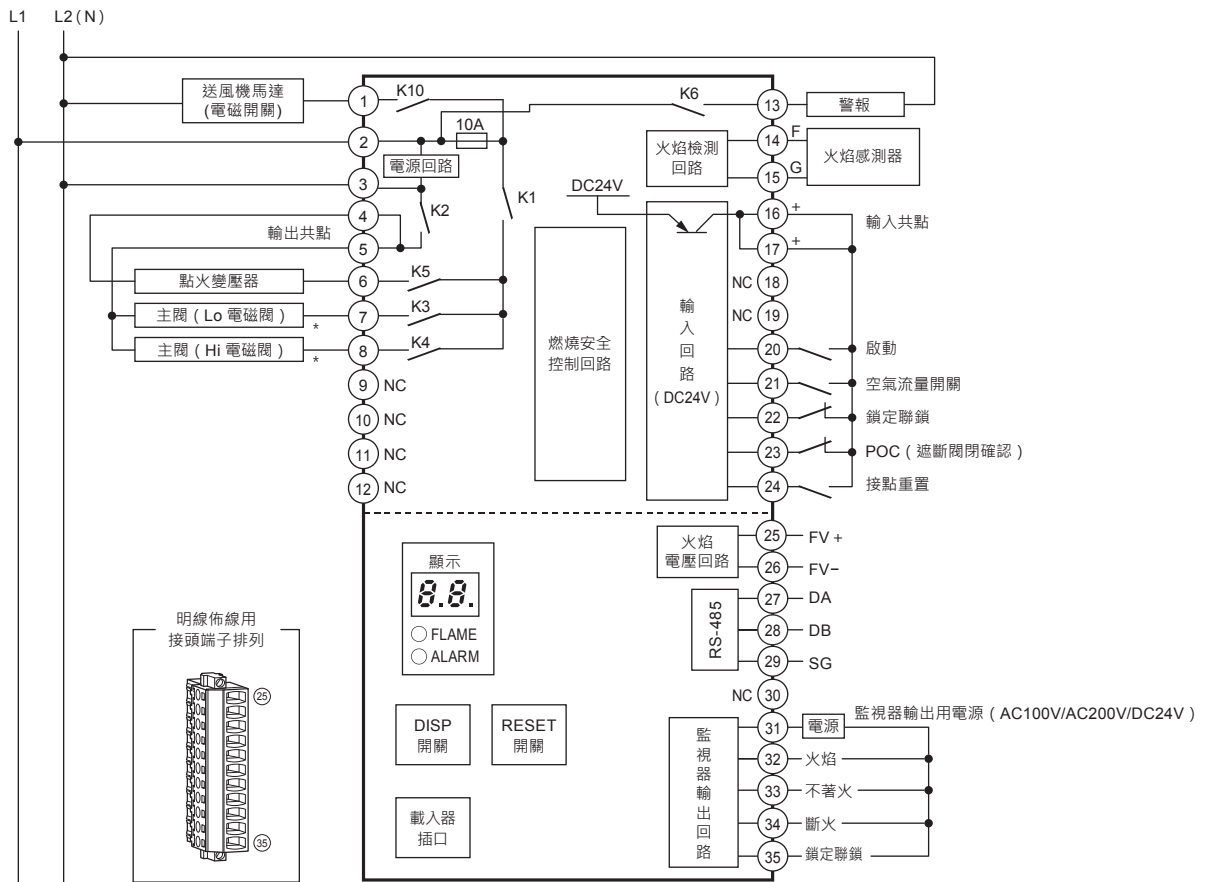 L1
L2(N)
送風機馬達
(電磁開關)
1
K10
K6
13
警報
2
10A
14
F
火焰檢測
回路
火焰感測器
電源回路
15
G
3
DC24V
K1
K2
4
16
+
輸入共點
輸出共點
5
17
+
點火變壓器
6
K5
NC
18
主閥(Lo 電磁閥)
*
7
K3
NC
19
主閥(Hi 電磁閥)
*
8
K4
燃燒安全
控制回路
輸
入
回
路
(DC24V)
20
啟動
9
NC
21
空氣流量開關
10
NC
22
鎖定聯鎖
11
NC
23
POC(遮斷閥閉確認)
12
NC
24
接點重置
火焰
電壓回路
25
FV +
26
FV−
顯示
8.8.
FLAME
ALARM
RS-485
27
DA
28
DB
29
SG
明線佈線用
接頭端子排列
25
35
NC
30
DISP
開關
RESET
開關
載入器
插口
監
視
器
輸
出
回
路
31
電源
監視器輸出用電源(AC100V/AC200V/DC24V)
32
火焰
33
不著火
34
斷火
35
鎖定聯鎖